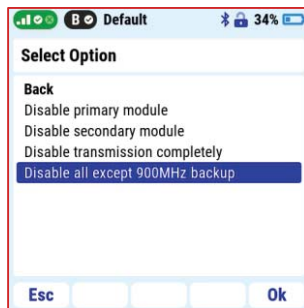 B Default 34%
Select Option
Back
Disable primary module
Disable secondary module
Disable transmission completely
Disable all except 900MHz backup
Esc Ok